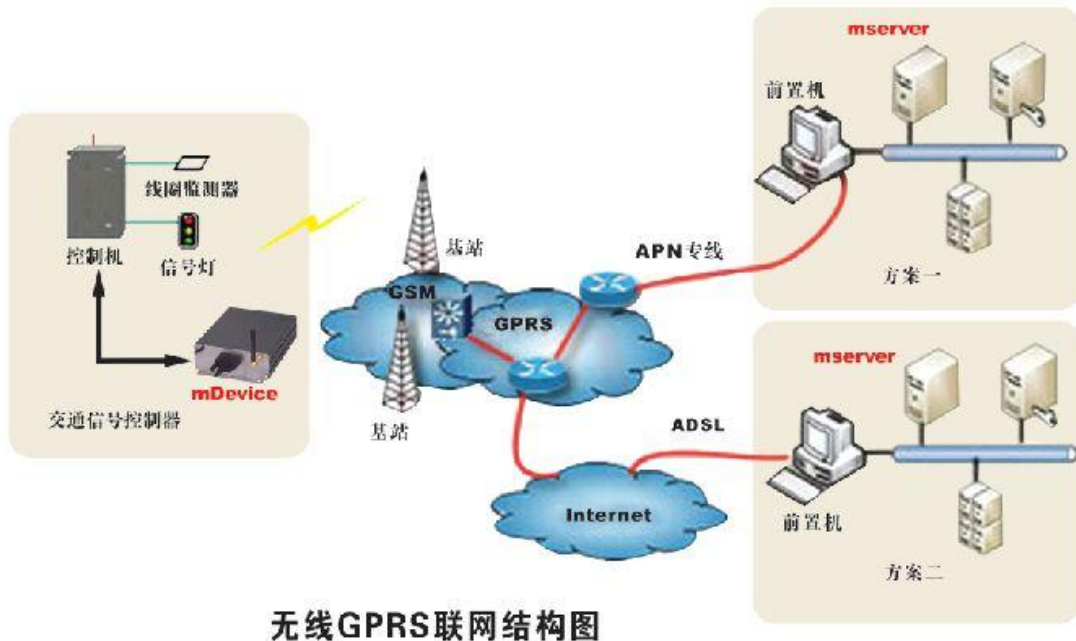 线圈监测器
控制机
信号灯
mDevice
交通信号控制器
基站
GSM
GPRS
基站
APN专线
mserver
前置机
方案一
ADSL
Internet
mserver
前置机
方案二
无线GPRS联网结构图